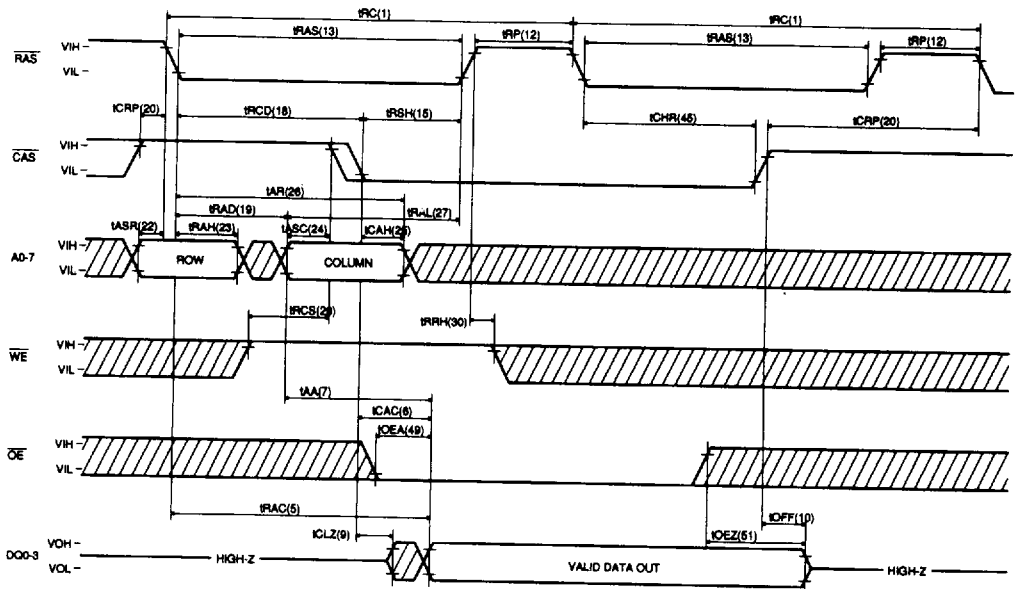 tRC(1) tRC(1)
tRAS(13) tRP(12) tRAS(13) tRP(12)
RAS VIH
VIL
tCRP(20) tRCD(18) tRSH(15) tCHR(45) tCRP(20)
CAS VIH
VIL
tAR(26)
tRAD(19) tRAL(27)
tASR(22) tRAH(23) tASC(24) tCAH(25)
A0-7 VIH
VIL
ROW COLUMN
tRCS(29) tRRH(30)
WE VIH
VIL
tAA(7)
tCAC(6)
tOEA(49)
OE VIH
VIL
tRAC(5) tOFF(10)
tCLZ(9) tOEZ(51)
DQ0-3 VOH
VOL
HIGH-Z VALID DATA OUT HIGH-Z